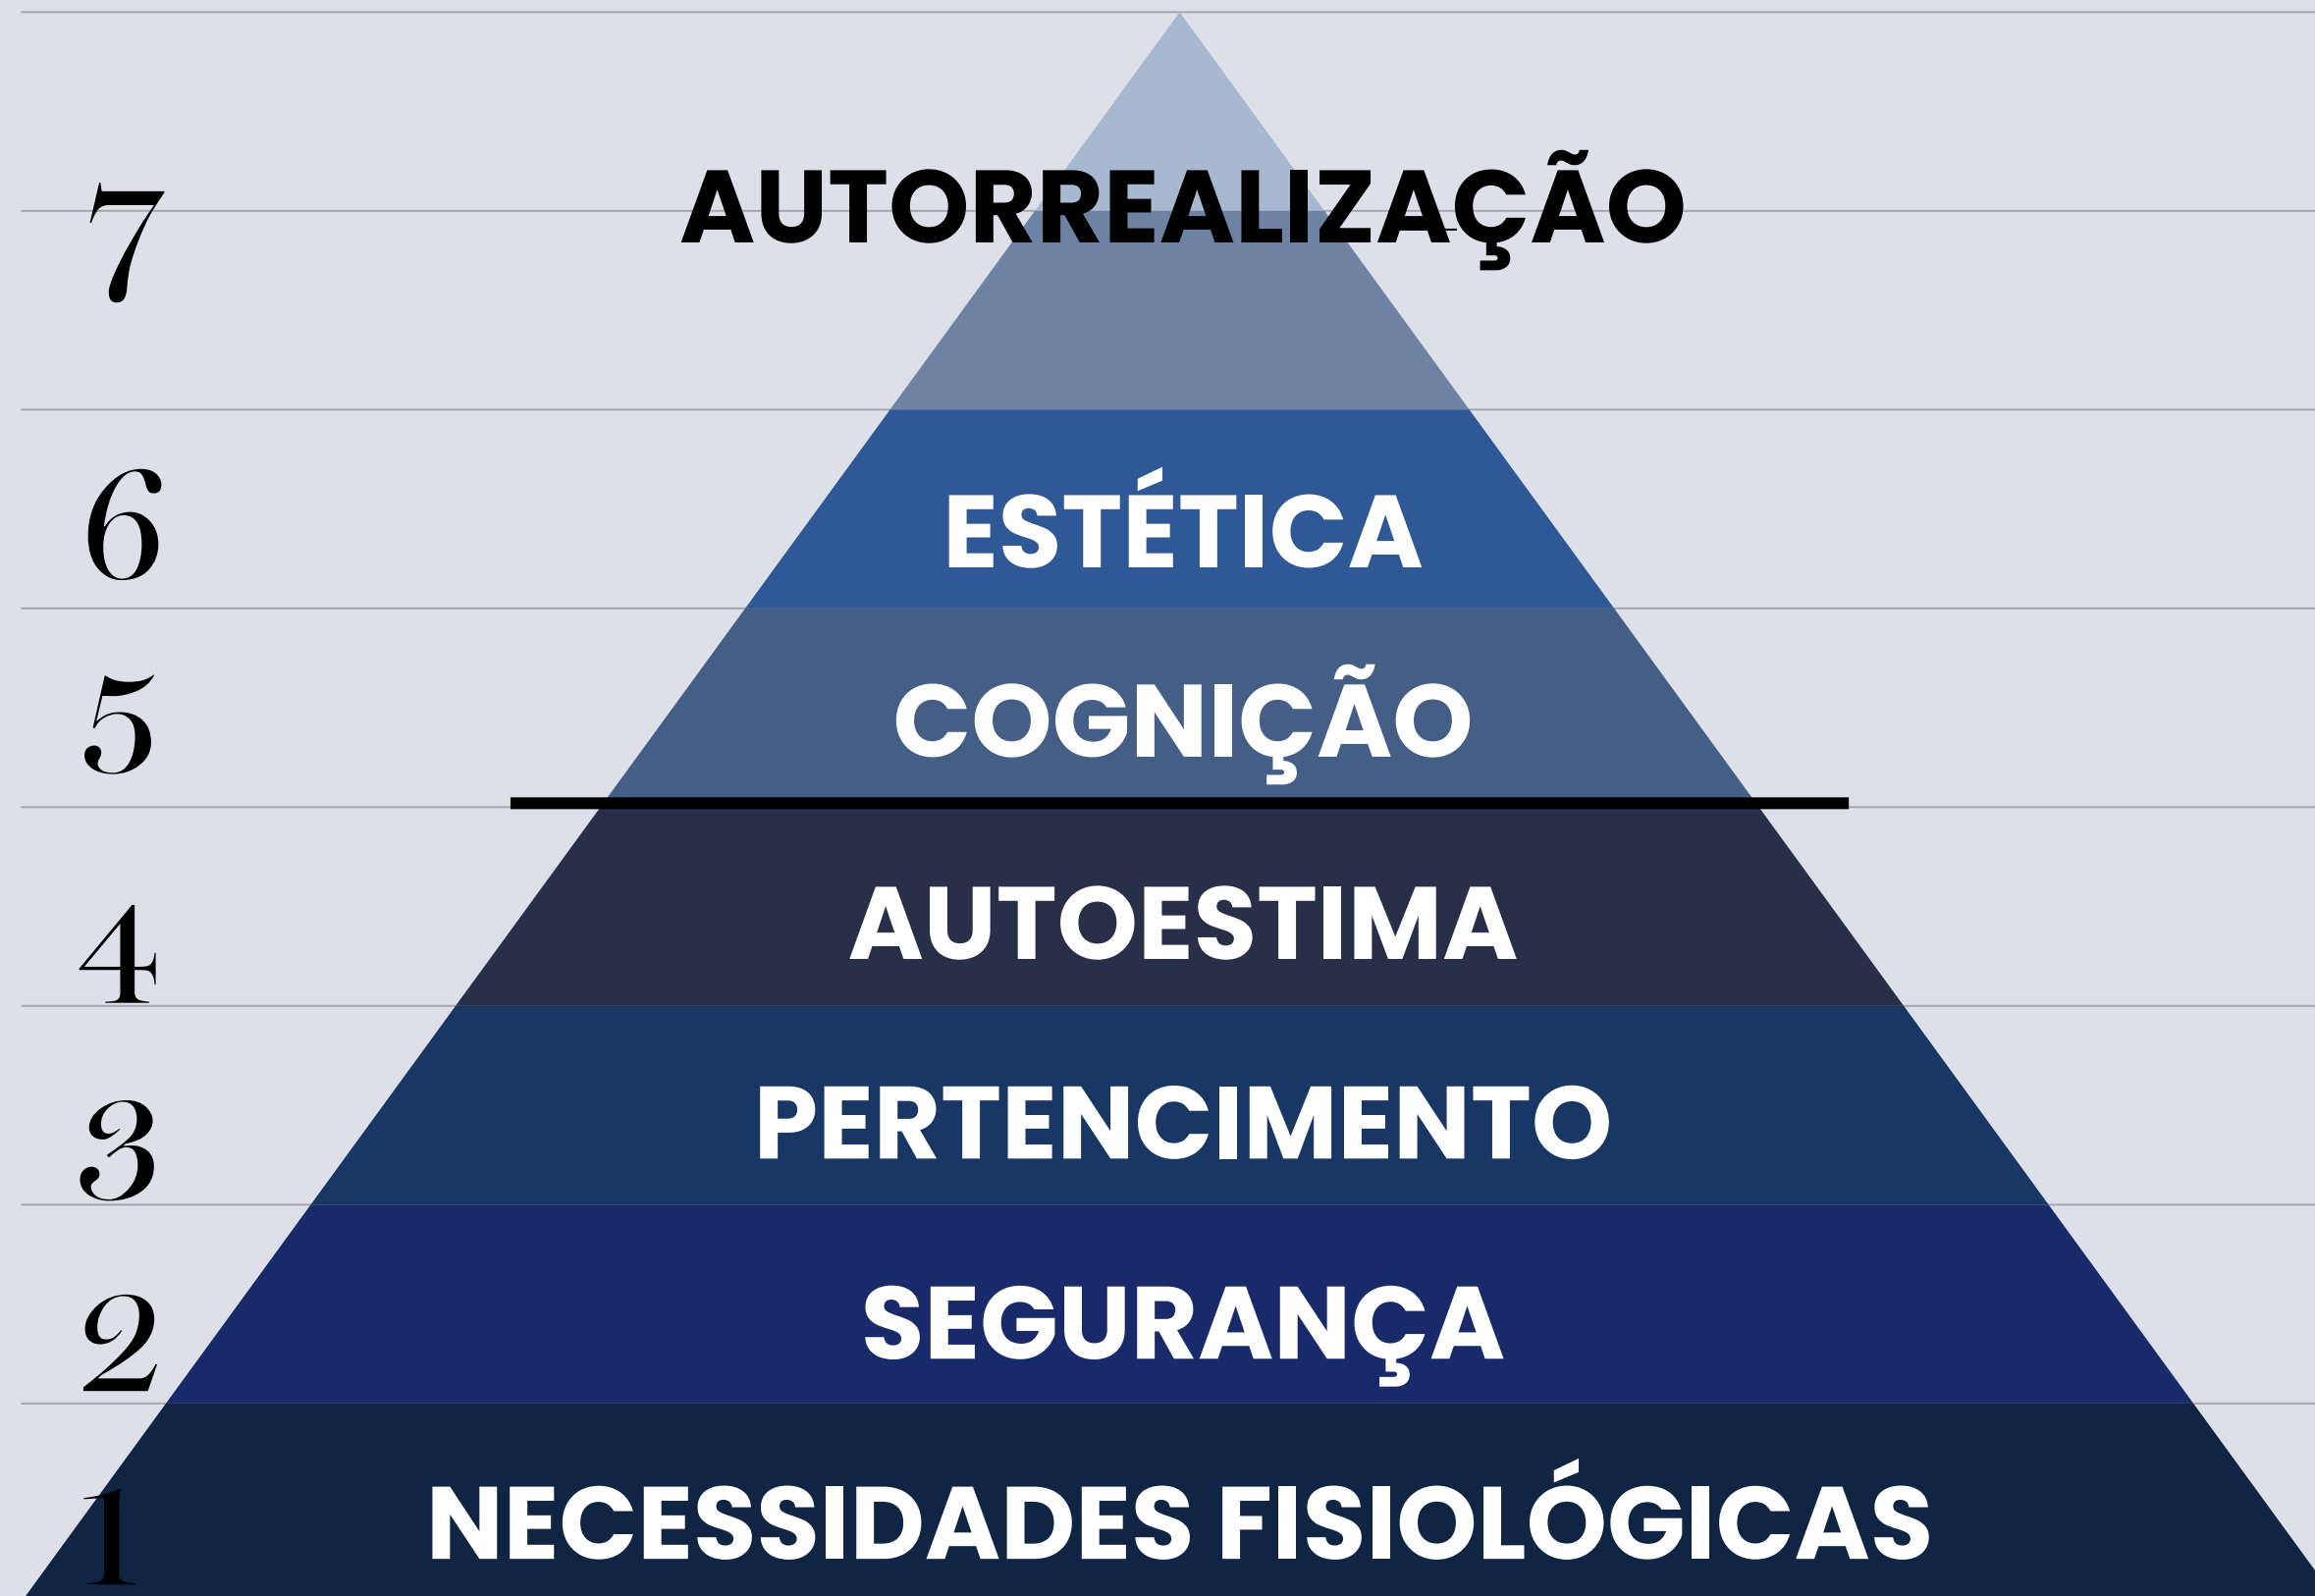 7 AUTORREALIZAÇÃO
6 ESTÉTICA
5 COGNIÇÃO
4 AUTOESTIMA
3 PERTENCIMENTO
2 SEGURANÇA
1 NECESSIDADES FISIOLÓGICAS